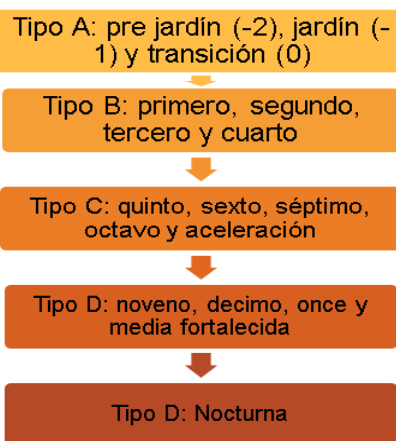 Tipo A: pre jardín (-2), jardín (-
1) y transición (0)
Tipo B: primero, segundo,
tercero y cuarto
Tipo C: quinto, sexto, séptimo,
octavo y aceleración
Tipo D: noveno, decimo, once y
media fortalecida
Tipo D: Nocturna